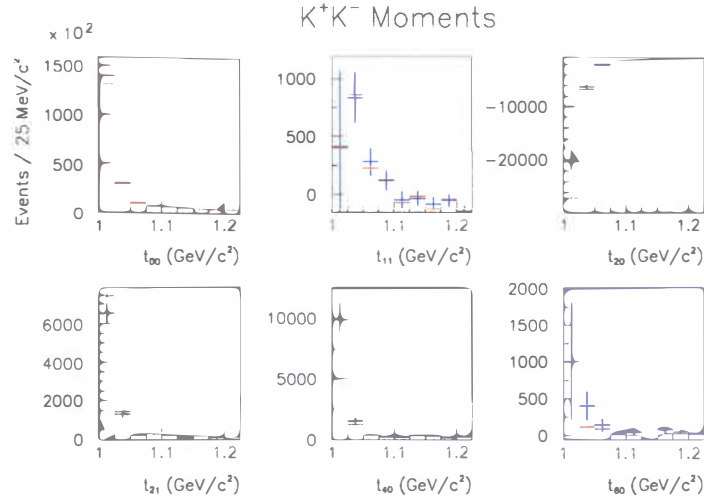 K⁺K⁻ Moments
× 10²
Events / 25 MeV/c²
1500
1000
500
0
1 1.1 1.2
t₀₀ (GeV/c²)
1000
500
0
1 1.1 1.2
t₁₁ (GeV/c²)
-10000
-20000
1 1.1 1.2
t₂₀ (GeV/c²)
6000
4000
2000
0
1 1.1 1.2
t₂₁ (GeV/c²)
10000
5000
0
1 1.1 1.2
t₄₀ (GeV/c²)
2000
1500
1000
500
0
1 1.1 1.2
t₆₀ (GeV/c²)